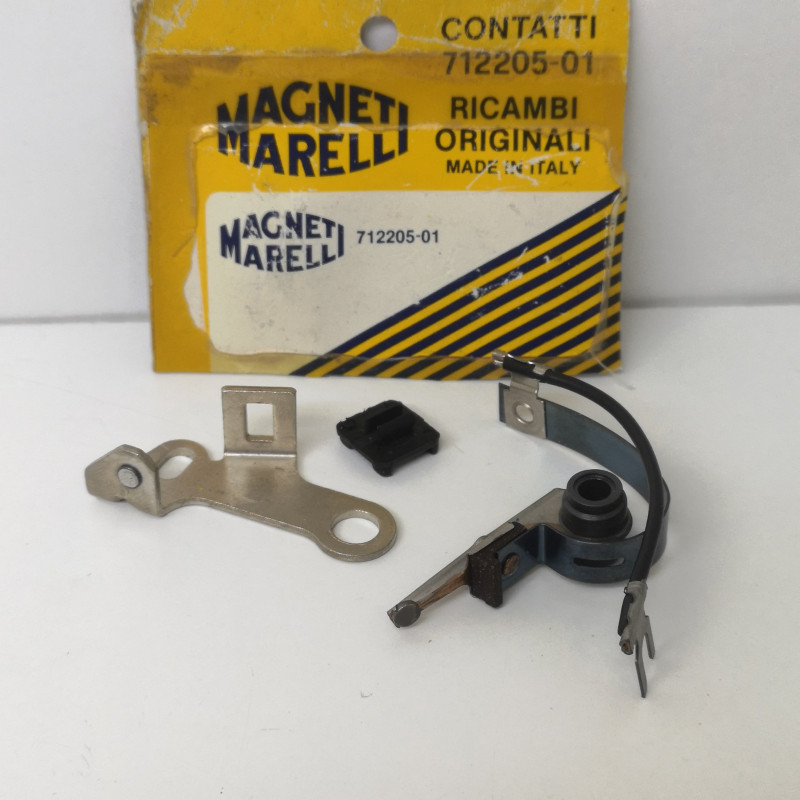 CONTATTI
712205-01
MAGNETI
MARELLI
RICAMBI
ORIGINALI
MADE IN ITALY
MAGNETI
MARELLI
712205-01